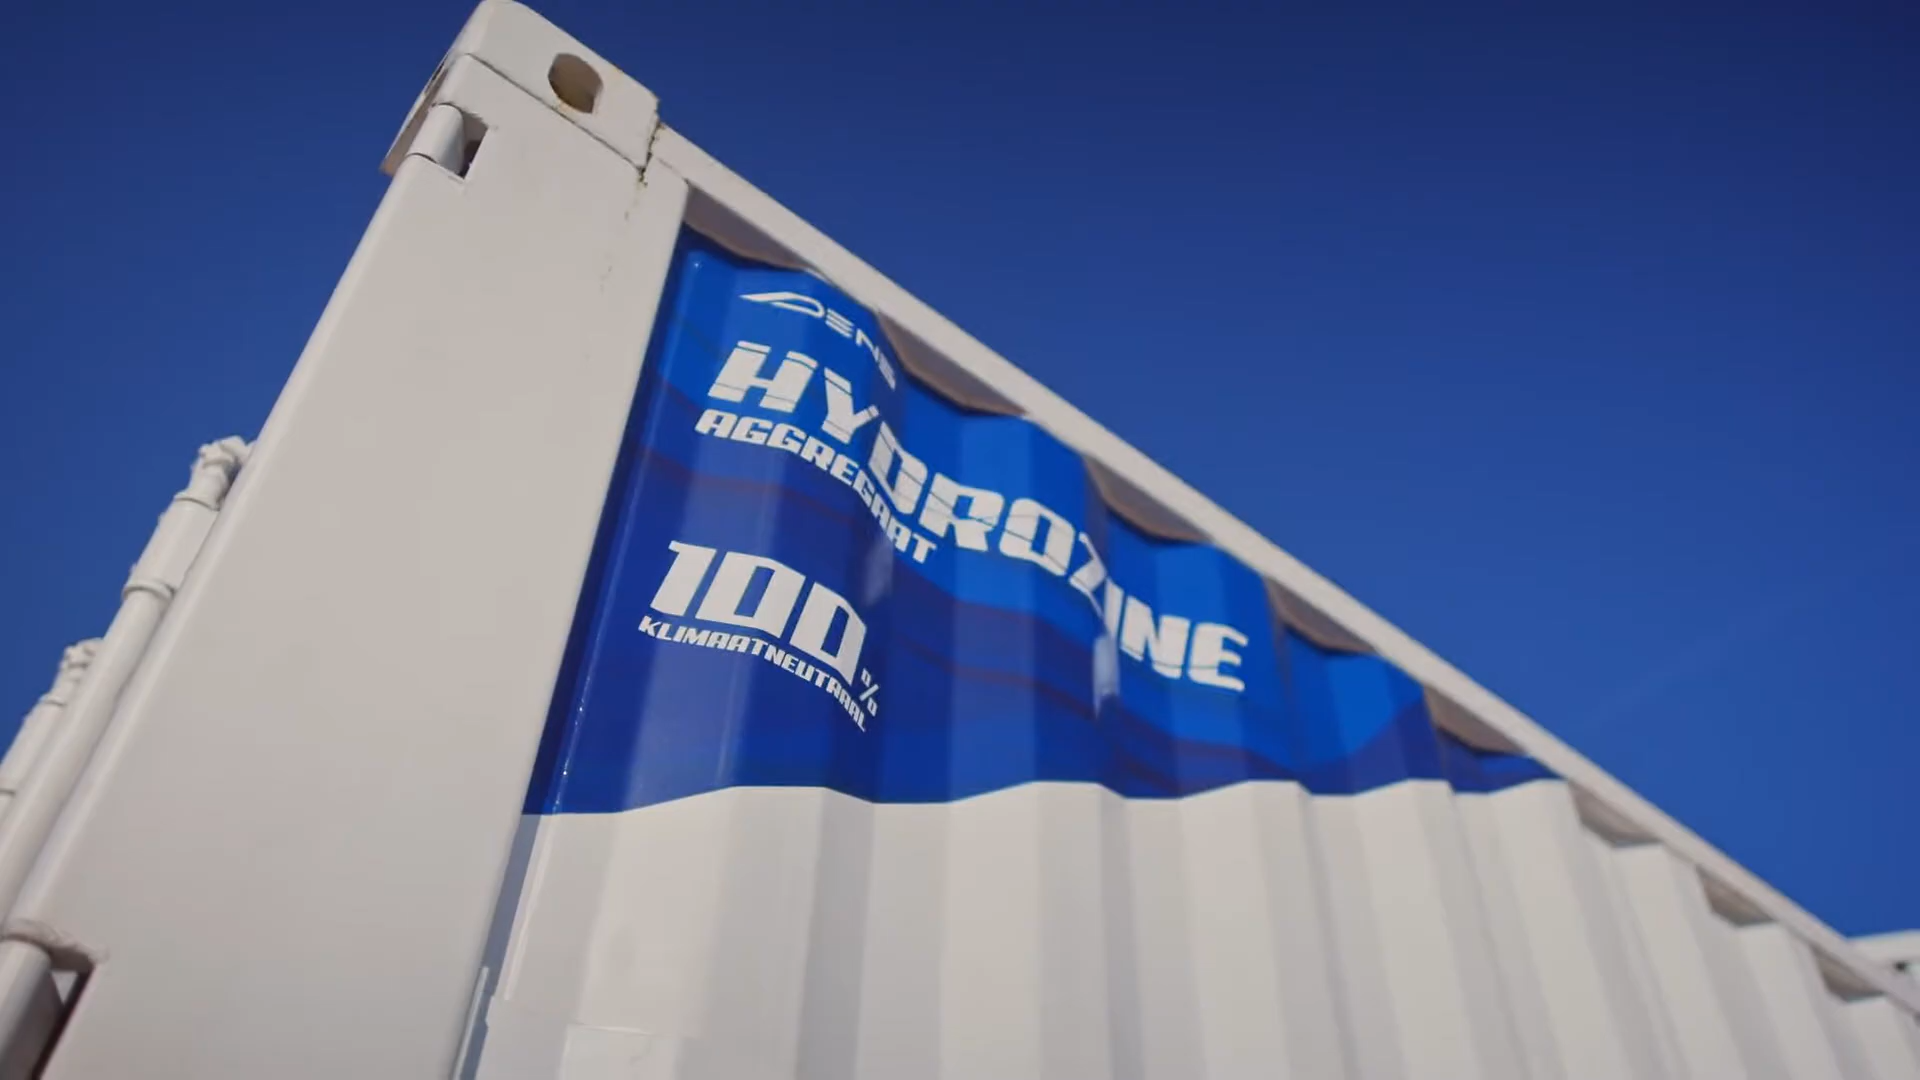 DENS
HYDROZINE
AGGREGAAT
100%
KLIMAATNEUTRAAL